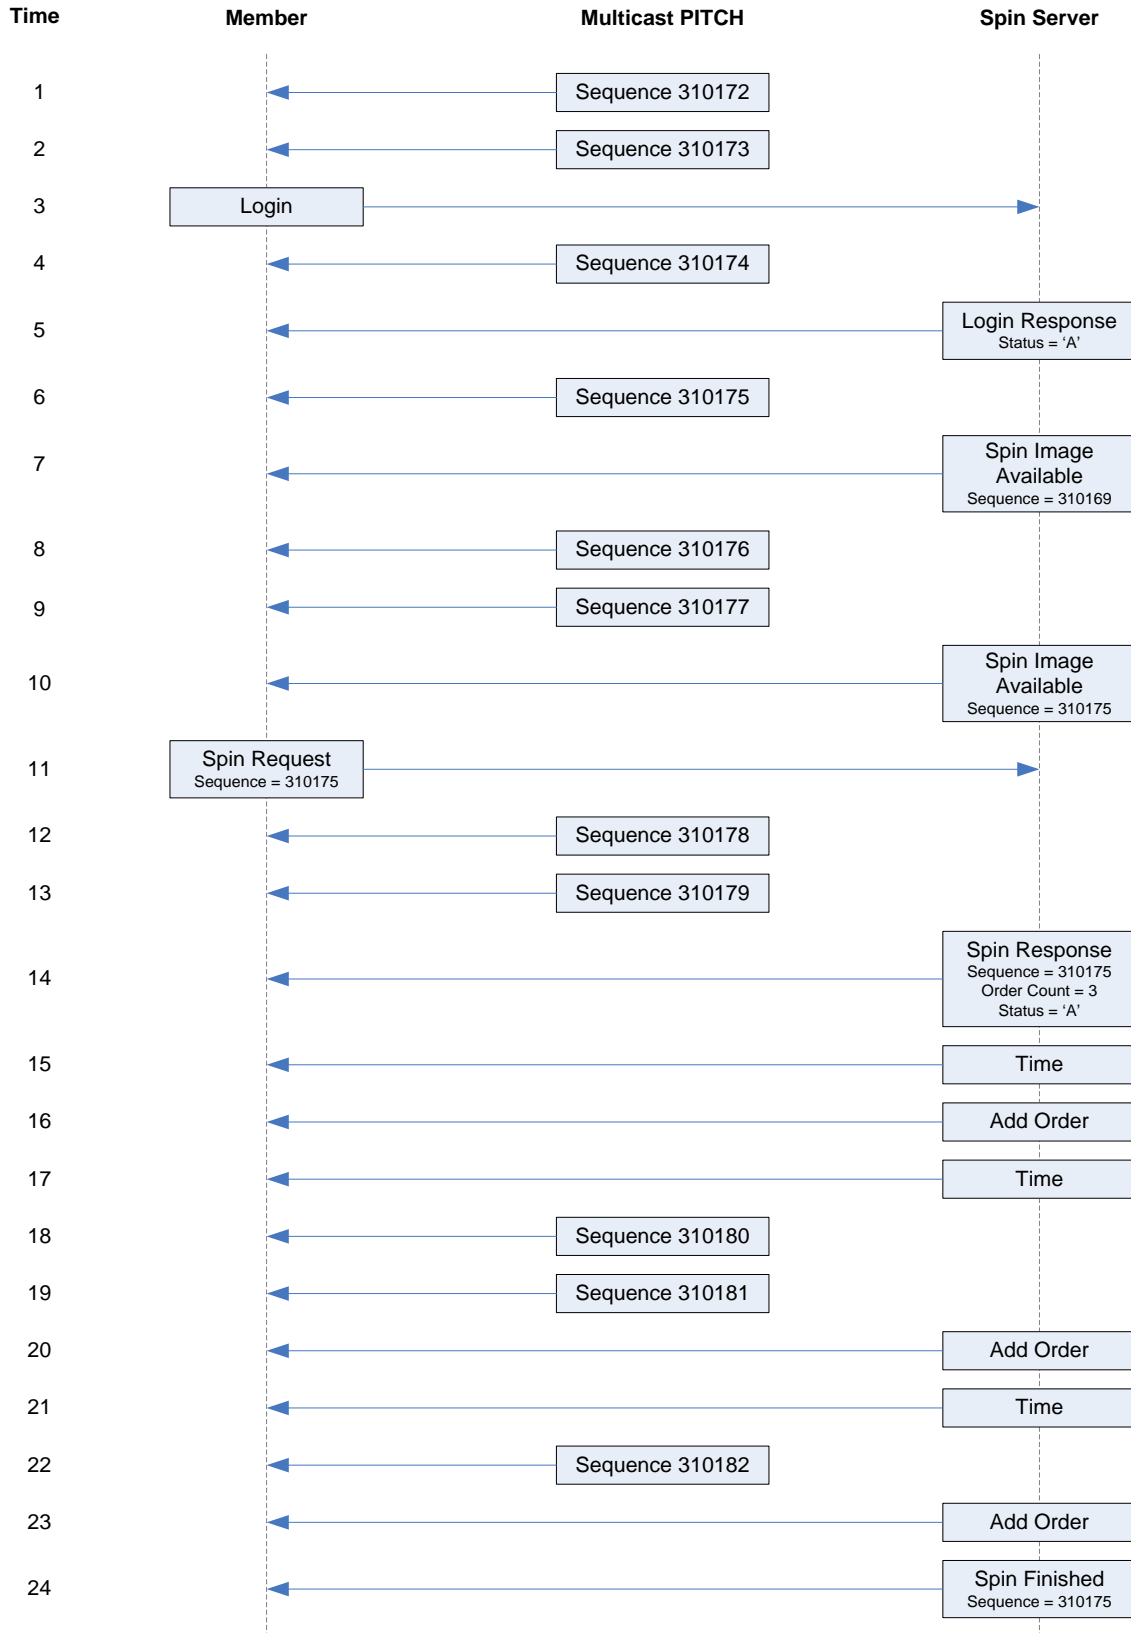 Time Member Multicast PITCH Spin Server
1 Sequence 310172
2 Sequence 310173
3 Login
4 Sequence 310174
5 Login Response
Status = ‘A’
6 Sequence 310175
7 Spin Image
Available
Sequence = 310169
8 Sequence 310176
9 Sequence 310177
10 Spin Image
Available
Sequence = 310175
11 Spin Request
Sequence = 310175
12 Sequence 310178
13 Sequence 310179
14 Spin Response
Sequence = 310175
Order Count = 3
Status = ‘A’
15 Time
16 Add Order
17 Time
18 Sequence 310180
19 Sequence 310181
20 Add Order
21 Time
22 Sequence 310182
23 Add Order
24 Spin Finished
Sequence = 310175